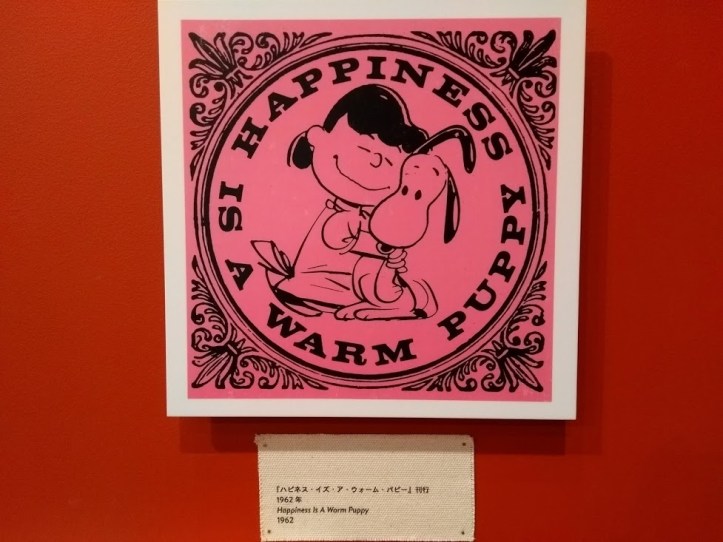 HAPPINESS
IS
A WARM PUPPY
『ハピネス・イズ・ア・ウォーム・パピー』刊行
1962年
Happiness Is A Warm Puppy
1962